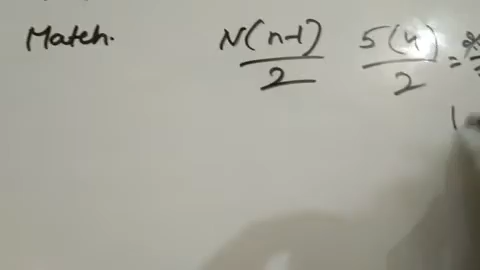 Match. N(n-1)/2 5(4)/2 =